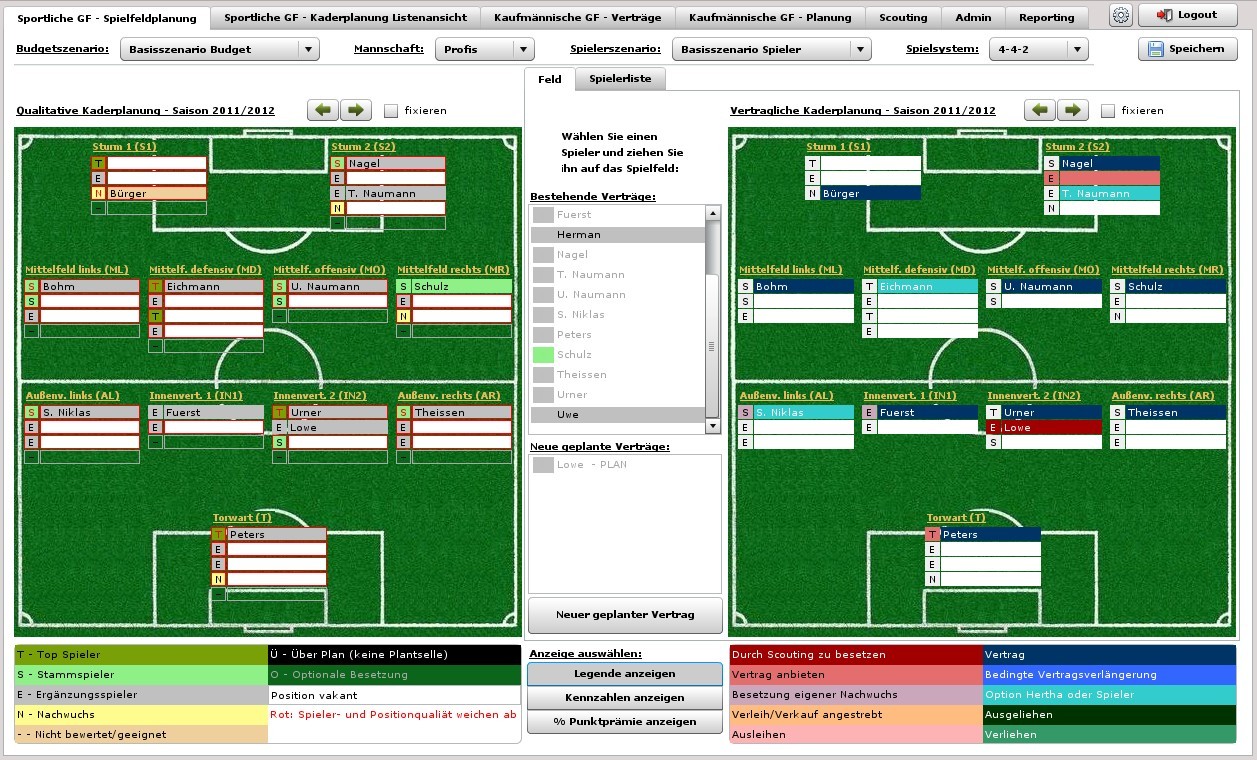 Sportliche GF - Spielfeldplanung Sportliche GF - Kaderplanung Listenansicht Kaufmännische GF - Verträge Kaufmännische GF - Planung Scouting Admin Reporting Logout
Budgetszenario: Basisszenario Budget Mannschaft: Profis Spielerszenario: Basisszenario Spieler Spielsystem: 4-4-2 Speichern
Feld Spielerliste
Qualitative Kaderplanung - Saison 2011/2012 fixieren
Sturm 1 (S1)
T
E
N Bürger
-
Sturm 2 (S2)
S Nagel
E
E T. Naumann
N
-
Mittelfeld links (ML)
S Bohm
S
E
-
Mittelf. defensiv (MD)
T Eichmann
E
T
E
-
Mittelf. offensiv (MO)
S U. Naumann
S
-
Mittelfeld rechts (MR)
S Schulz
E
N
-
Außenv. links (AL)
S S. Niklas
E
E
-
Innenvert. 1 (IN1)
E Fuerst
E
-
Innenvert. 2 (IN2)
T Urner
E Lowe
S
-
Außenv. rechts (AR)
S Theissen
E
E
-
Torwart (T)
T Peters
E
E
N
-
T - Top Spieler
S - Stammspieler
E - Ergänzungsspieler
N - Nachwuchs
- - Nicht bewertet/geeignet
Ü - Über Plan (keine Plantselle)
O - Optionale Besetzung
Position vakant
Rot: Spieler- und Positionqualiät weichen ab
Wählen Sie einen
Spieler und ziehen Sie
ihn auf das Spielfeld:
Bestehende Verträge:
Fuerst
Herman
Nagel
T. Naumann
U. Naumann
S. Niklas
Peters
Schulz
Theissen
Urner
Uwe
Neue geplante Verträge:
Lowe - PLAN
Neuer geplanter Vertrag
Anzeige auswählen:
Legende anzeigen
Kennzahlen anzeigen
% Punktprämie anzeigen
Vertragliche Kaderplanung - Saison 2011/2012 fixieren
Sturm 1 (S1)
T
E
N Bürger
Sturm 2 (S2)
S Nagel
E
E T. Naumann
N
Mittelfeld links (ML)
S Bohm
S
E
Mittelf. defensiv (MD)
T Eichmann
E
T
E
Mittelf. offensiv (MO)
S U. Naumann
S
Mittelfeld rechts (MR)
S Schulz
E
N
Außenv. links (AL)
S S. Niklas
E
E
Innenvert. 1 (IN1)
E Fuerst
E
Innenvert. 2 (IN2)
T Urner
E Lowe
S
Außenv. rechts (AR)
S Theissen
E
E
Torwart (T)
T Peters
E
E
N
Durch Scouting zu besetzen
Vertrag anbieten
Besetzung eigener Nachwuchs
Verleih/Verkauf angestrebt
Ausleihen
Vertrag
Bedingte Vertragsverlängerung
Option Hertha oder Spieler
Ausgeliehen
Verliehen